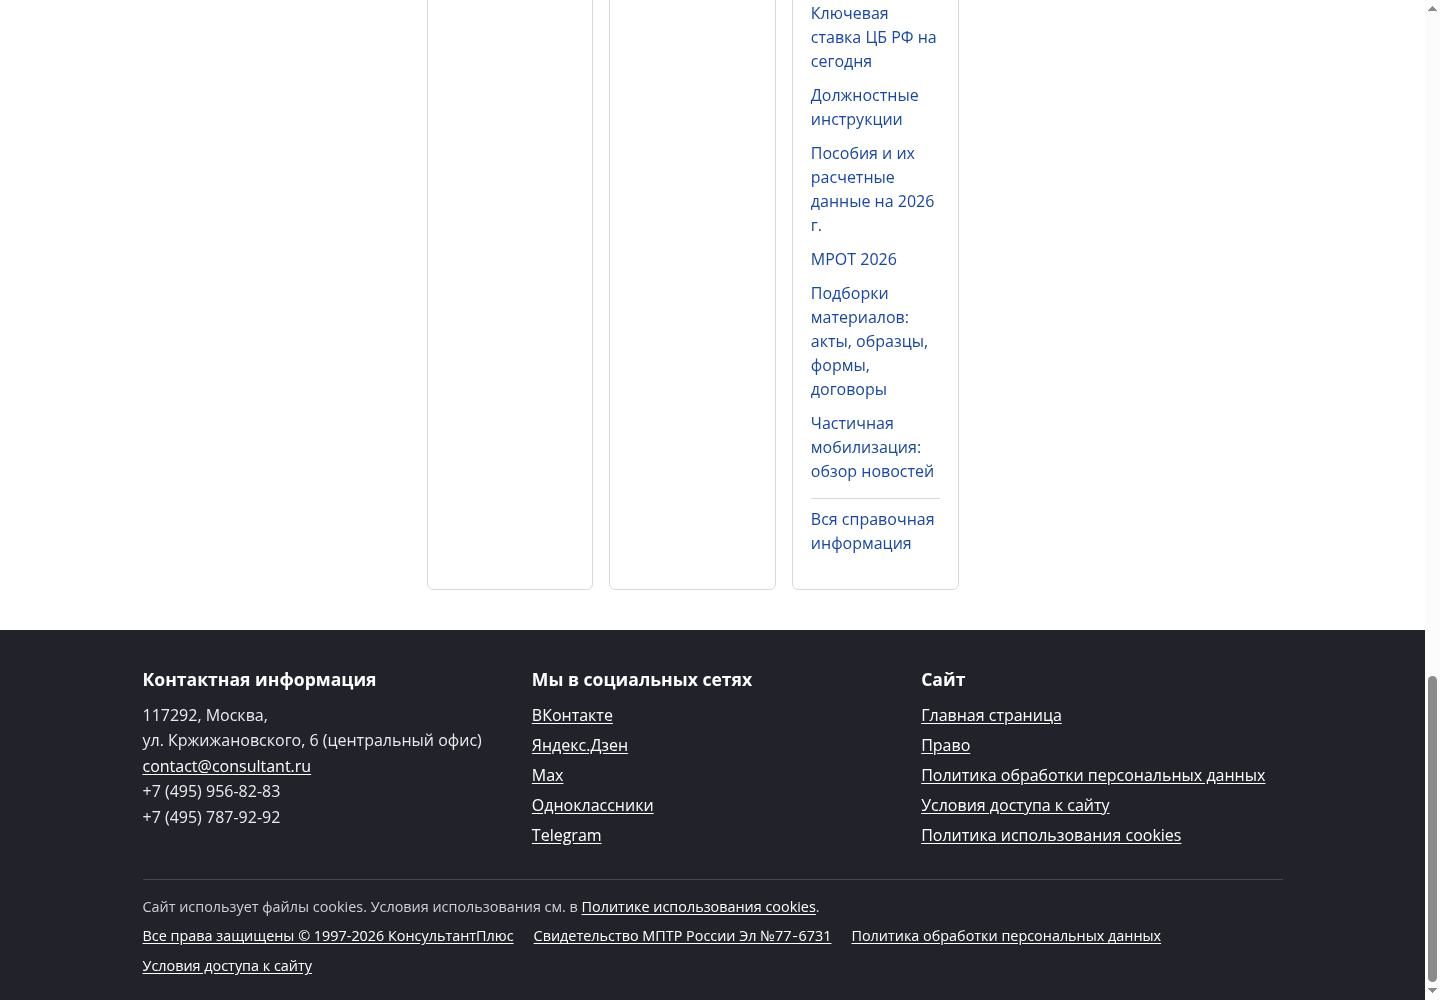 Ключевая
ставка ЦБ РФ на
сегодня
Должностные
инструкции
Пособия и их
расчетные
данные на 2026
г.
МРОТ 2026
Подборки
материалов:
акты, образцы,
формы,
договоры
Частичная
мобилизация:
обзор новостей
Вся справочная
информация
Контактная информация
117292, Москва,
ул. Кржижановского, 6 (центральный офис)
contact@consultant.ru
+7 (495) 956-82-83
+7 (495) 787-92-92
Мы в социальных сетях
ВКонтакте
Яндекс.Дзен
Max
Одноклассники
Telegram
Сайт
Главная страница
Право
Политика обработки персональных данных
Условия доступа к сайту
Политика использования cookies
Сайт использует файлы cookies. Условия использования см. в Политике использования cookies.
Все права защищены © 1997-2026 КонсультантПлюс Свидетельство МПТР России Эл №77-6731 Политика обработки персональных данных
Условия доступа к сайту